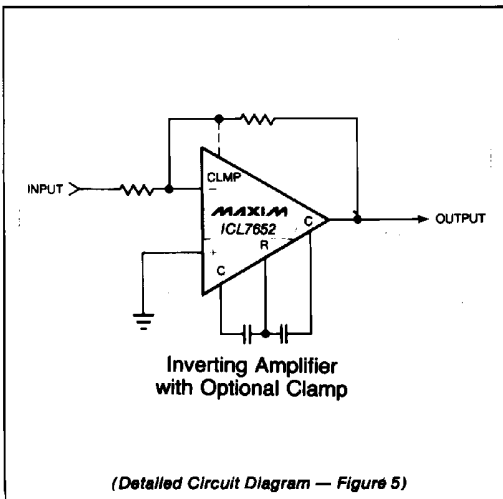 CLMP
INPUT
−
MAXIM
ICL7652
C
OUTPUT
R
+
C
Inverting Amplifier
with Optional Clamp
(Detailed Circuit Diagram — Figure 5)